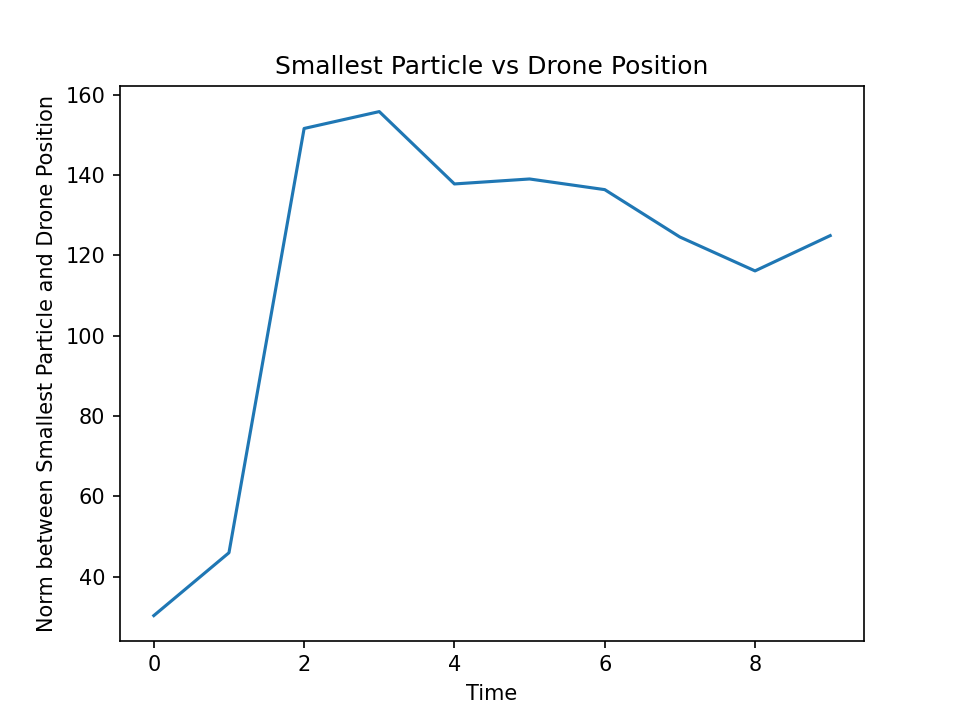 Smallest Particle vs Drone Position
Norm between Smallest Particle and Drone Position
160
140
120
100
80
60
40
0 2 4 6 8
Time